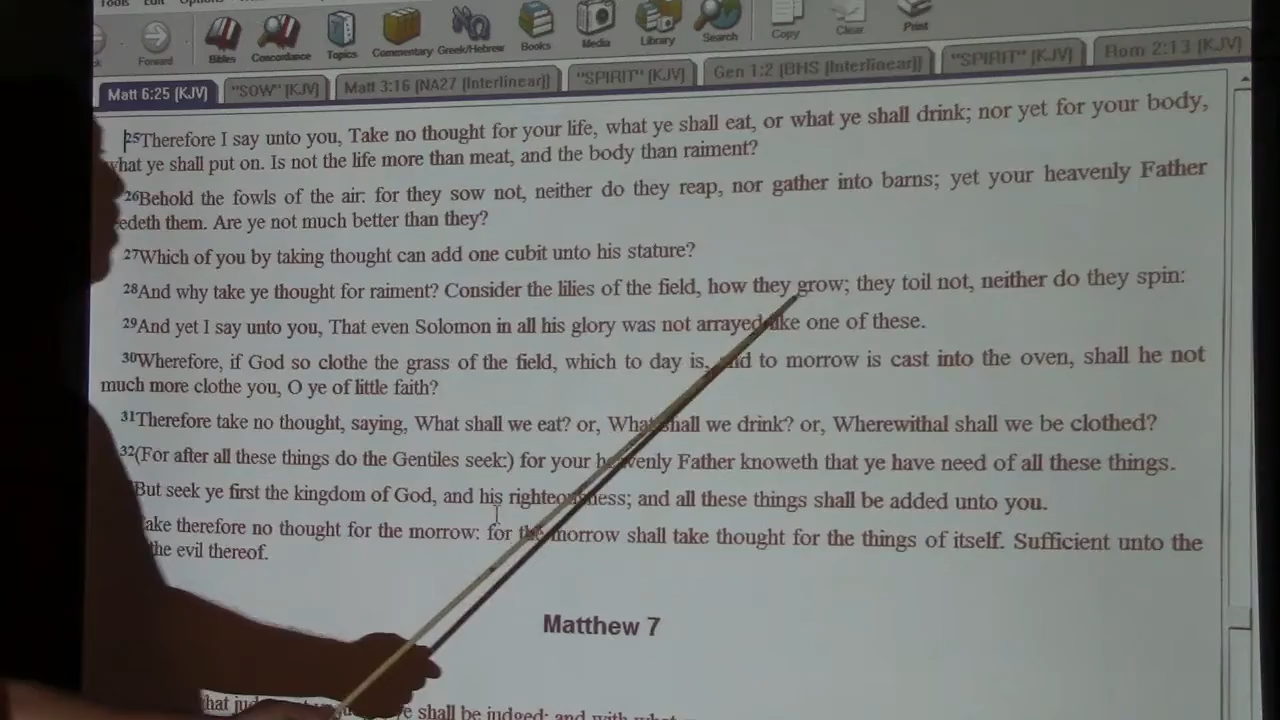 Tools Edit Options
Forward Bibles Concordance Topics Commentary Greek/Hebrew Books Media Library Search Copy Clear Print
Matt 6:25 (KJV) "SOW" (KJV) Matt 3:16 (NA27 (Interlinear)) "SPIRIT" (KJV) Gen 1:2 (BHS (Interlinear)) "SPIRIT" (KJV) Rom 2:13 (KJV)
25Therefore I say unto you, Take no thought for your life, what ye shall eat, or what ye shall drink; nor yet for your body,
what ye shall put on. Is not the life more than meat, and the body than raiment?
26Behold the fowls of the air: for they sow not, neither do they reap, nor gather into barns; yet your heavenly Father
edeth them. Are ye not much better than they?
27Which of you by taking thought can add one cubit unto his stature?
28And why take ye thought for raiment? Consider the lilies of the field, how they grow; they toil not, neither do they spin:
29And yet I say unto you, That even Solomon in all his glory was not arrayed like one of these.
30Wherefore, if God so clothe the grass of the field, which to day is, and to morrow is cast into the oven, shall he not
much more clothe you, O ye of little faith?
31Therefore take no thought, saying, What shall we eat? or, What shall we drink? or, Wherewithal shall we be clothed?
32(For after all these things do the Gentiles seek:) for your heavenly Father knoweth that ye have need of all these things.
But seek ye first the kingdom of God, and his righteousness; and all these things shall be added unto you.
ake therefore no thought for the morrow: for the morrow shall take thought for the things of itself. Sufficient unto the
the evil thereof.
Matthew 7
ye shall be judged: and with what